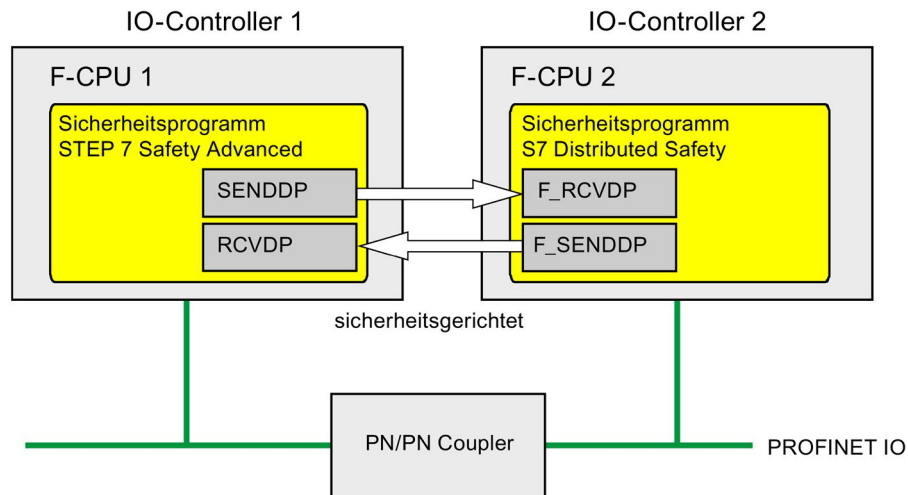 IO-Controller 1
IO-Controller 2
F-CPU 1
F-CPU 2
Sicherheitsprogramm
STEP 7 Safety Advanced
Sicherheitsprogramm
S7 Distributed Safety
SENDDP
F_RCVDP
RCVDP
F_SENDDP
sicherheitsgerichtet
PN/PN Coupler
PROFINET IO